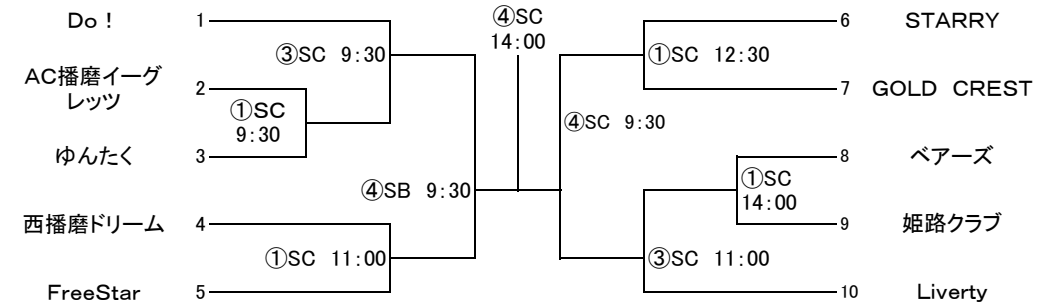 Do！ 1
③SC 9:30
AC播磨イーグ
レッツ 2
①SC
9:30
ゆんたく 3
④SB 9:30
西播磨ドリーム 4
①SC 11:00
FreeStar 5
④SC
14:00
6 STARRY
①SC 12:30
7 GOLD CREST
④SC 9:30
8 ベアーズ
①SC
14:00
9 姫路クラブ
③SC 11:00
10 Liverty